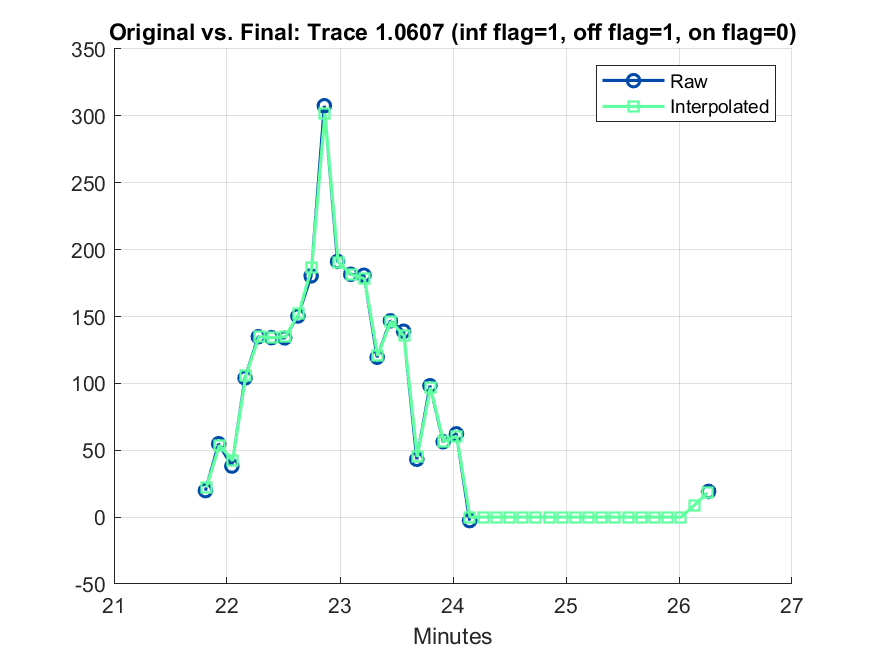 Original vs. Final: Trace 1.0607 (inf flag=1, off flag=1, on flag=0)
350
300
250
200
150
100
50
0
-50
Raw
Interpolated
21 22 23 24 25 26 27
Minutes